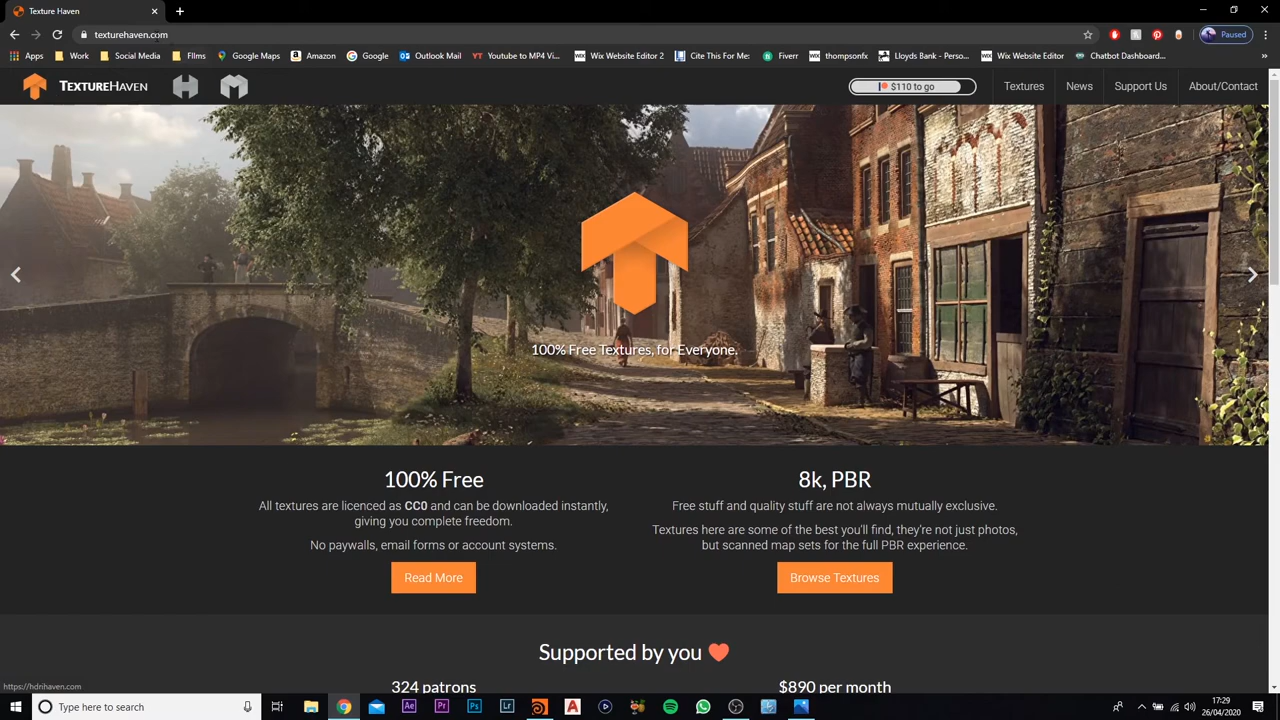 Texture Haven
texturehaven.com
Paused
Apps Work Social Media FIlms Google Maps Amazon Google Outlook Mail Youtube to MP4 Vi... Wix Website Editor 2 Cite This For Me: Fiverr thompsonfx Lloyds Bank - Perso... Wix Website Editor Chatbot Dashboard...
TEXTUREHAVEN
$110 to go
Textures News Support Us About/Contact
100% Free Textures, for Everyone.
100% Free
All textures are licenced as CC0 and can be downloaded instantly,
giving you complete freedom.
No paywalls, email forms or account systems.
Read More
8k, PBR
Free stuff and quality stuff are not always mutually exclusive.
Textures here are some of the best you'll find, they're not just photos,
but scanned map sets for the full PBR experience.
Browse Textures
Supported by you
324 patrons
$890 per month
https://hdrihaven.com
Type here to search
Ae Pr Ps Lr A
17:29
26/04/2020